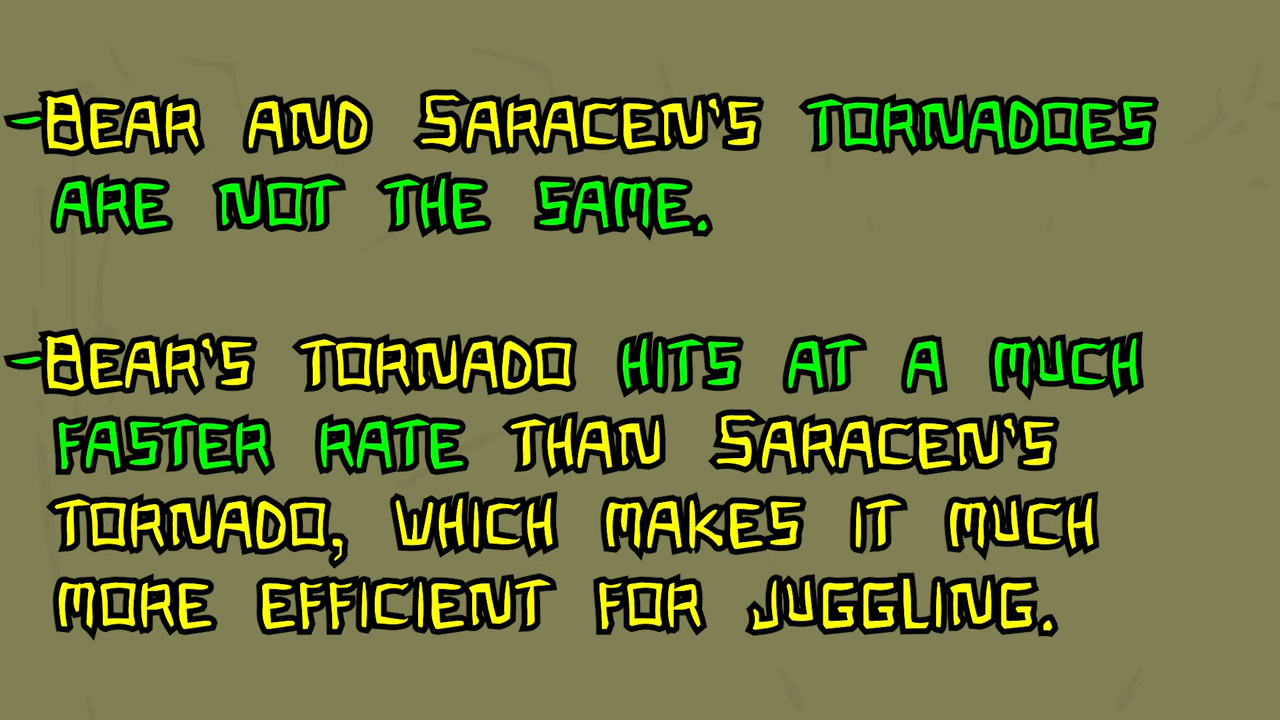 -Bear and Saracen's tornadoes
are not the same.
-Bear's tornado hits at a much
faster rate than Saracen's
tornado, which makes it much
more efficient for juggling.